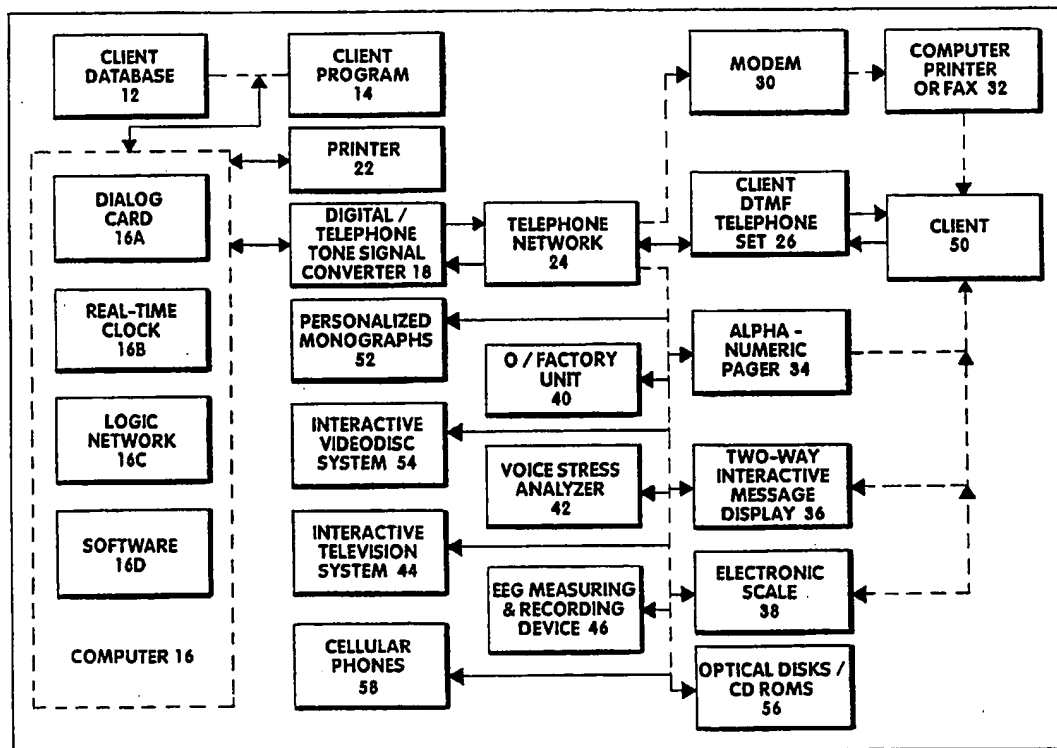 CLIENT
DATABASE
12
CLIENT
PROGRAM
14
MODEM
30
COMPUTER
PRINTER
OR FAX 32
PRINTER
22
DIALOG
CARD
16A
DIGITAL /
TELEPHONE
TONE SIGNAL
CONVERTER 18
TELEPHONE
NETWORK
24
CLIENT
DTMF
TELEPHONE
SET 26
CLIENT
50
REAL-TIME
CLOCK
16B
PERSONALIZED
MONOGRAPHS
52
O / FACTORY
UNIT
40
ALPHA -
NUMERIC
PAGER 34
LOGIC
NETWORK
16C
INTERACTIVE
VIDEODISC
SYSTEM 54
VOICE STRESS
ANALYZER
42
TWO-WAY
INTERACTIVE
MESSAGE
DISPLAY 36
SOFTWARE
16D
INTERACTIVE
TELEVISION
SYSTEM 44
EEG MEASURING
& RECORDING
DEVICE 46
ELECTRONIC
SCALE
38
COMPUTER 16
CELLULAR
PHONES
58
OPTICAL DISKS /
CD ROMS
56